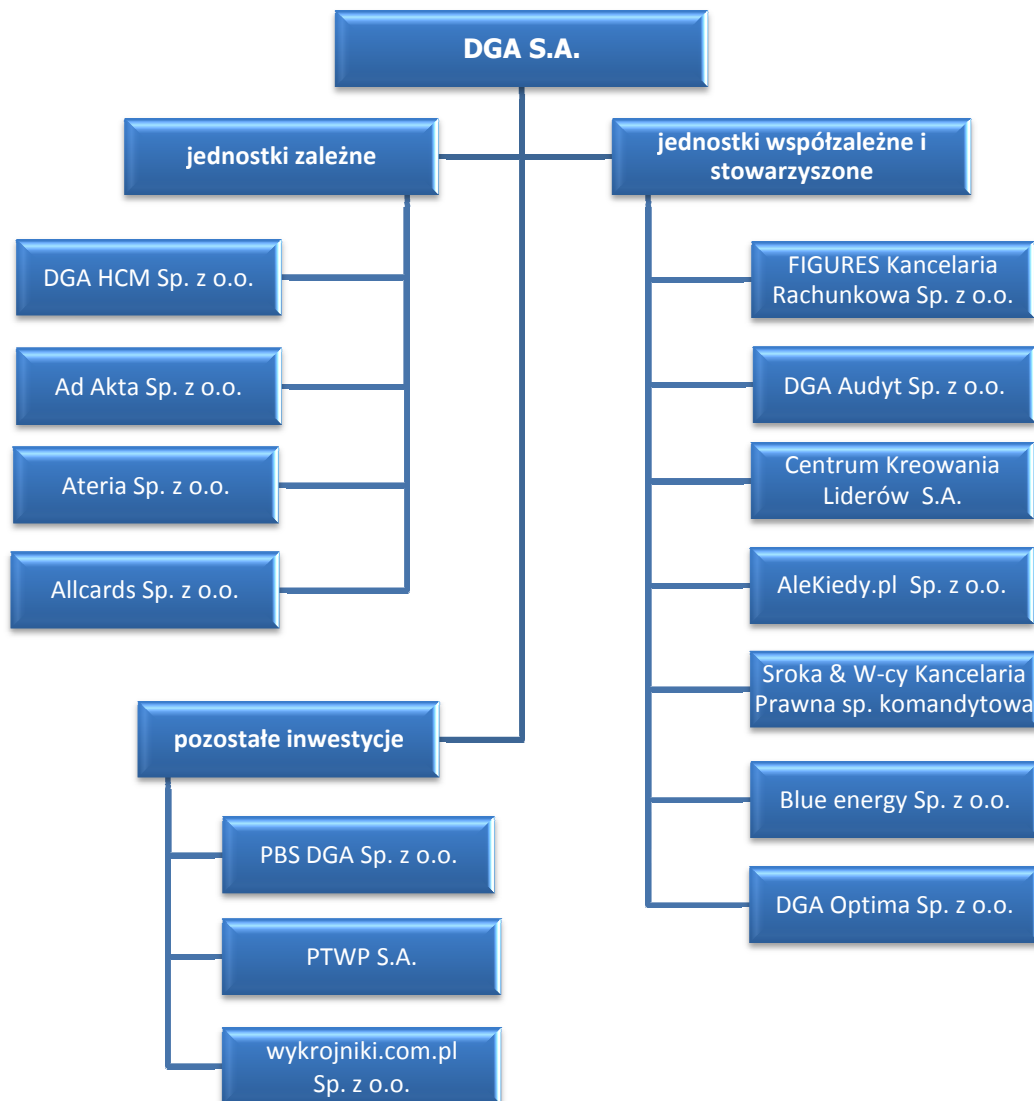 DGA S.A.
jednostki zależne
jednostki współzależne i
stowarzyszone
DGA HCM Sp. z o.o.
Ad Akta Sp. z o.o.
Ateria Sp. z o.o.
Allcards Sp. z o.o.
FIGURES Kancelaria
Rachunkowa Sp. z o.o.
DGA Audyt Sp. z o.o.
Centrum Kreowania
Liderów S.A.
AleKiedy.pl Sp. z o.o.
Sroka & W-cy Kancelaria
Prawna sp. komandytowa
Blue energy Sp. z o.o.
DGA Optima Sp. z o.o.
pozostałe inwestycje
PBS DGA Sp. z o.o.
PTWP S.A.
wykrojniki.com.pl
Sp. z o.o.